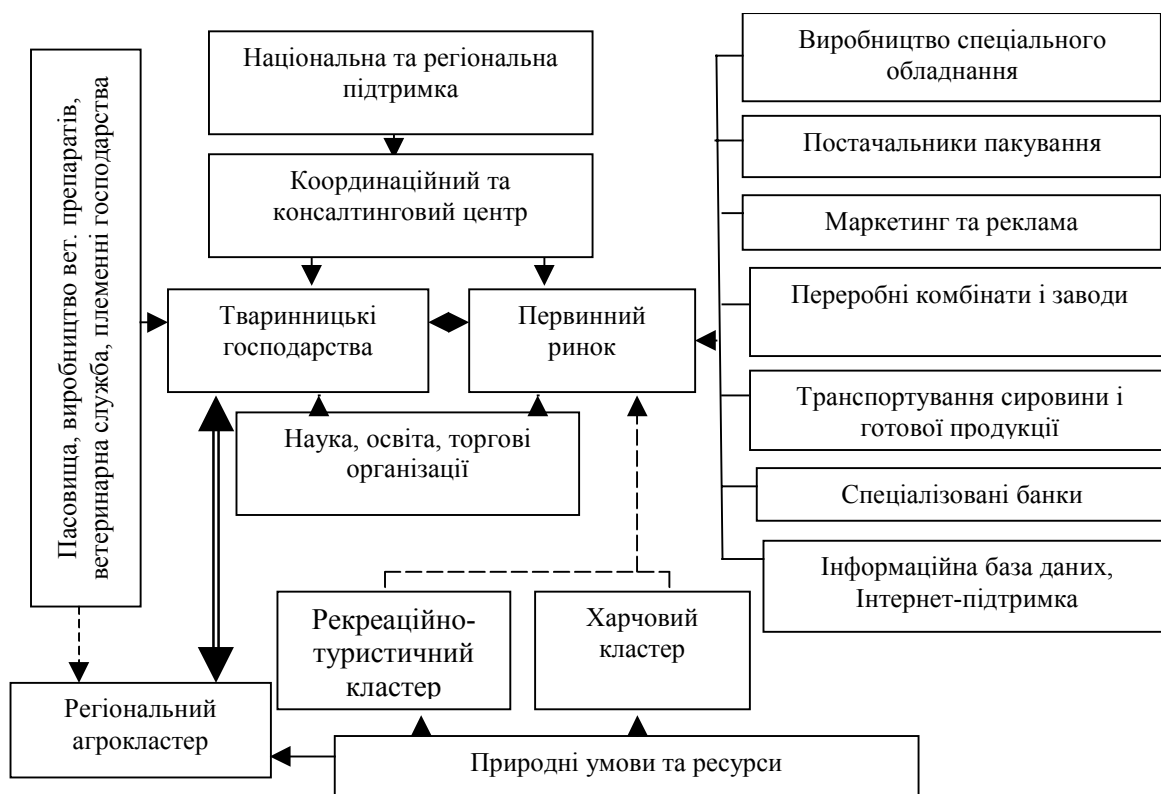 Пасовища, виробництво вет. препаратів,
ветеринарна служба, племенні господарства
Національна та регіональна
підтримка
Координаційний та
консалтинговий центр
Тваринницькі
господарства
Первинний
ринок
Наука, освіта, торгові
організації
Рекреаційно-
туристичний
кластер
Харчовий
кластер
Регіональний
агрокластер
Природні умови та ресурси
Виробництво спеціального
обладнання
Постачальники пакування
Маркетинг та реклама
Переробні комбінати і заводи
Транспортування сировини і
готової продукції
Спеціалізовані банки
Інформаційна база даних,
Інтернет-підтримка